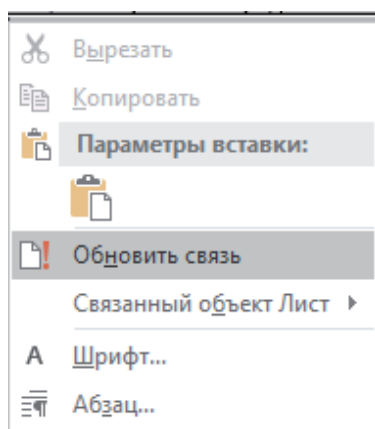 Вырезать
Копировать
Параметры вставки:
Обновить связь
Связанный объект Лист
Шрифт...
Абзац...